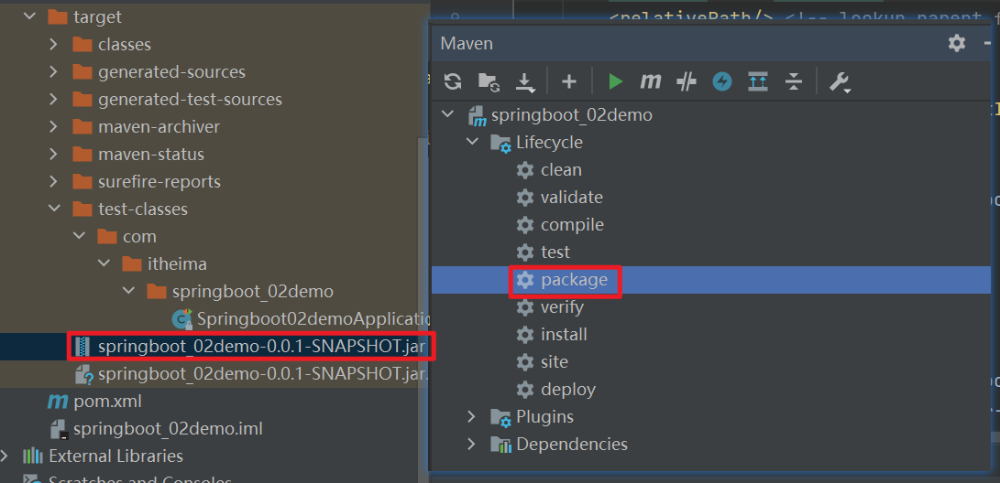 target
classes
generated-sources
generated-test-sources
maven-archiver
maven-status
surefire-reports
test-classes
com
itheima
springboot_02demo
Springboot02demoApplicatio
springboot_02demo-0.0.1-SNAPSHOT.jar
springboot_02demo-0.0.1-SNAPSHOT.jar.
pom.xml
springboot_02demo.iml
External Libraries
Scratches and Consoles
<relativePath/> <!-- lookup parent f
Maven
springboot_02demo
Lifecycle
clean
validate
compile
test
package
verify
install
site
deploy
Plugins
Dependencies